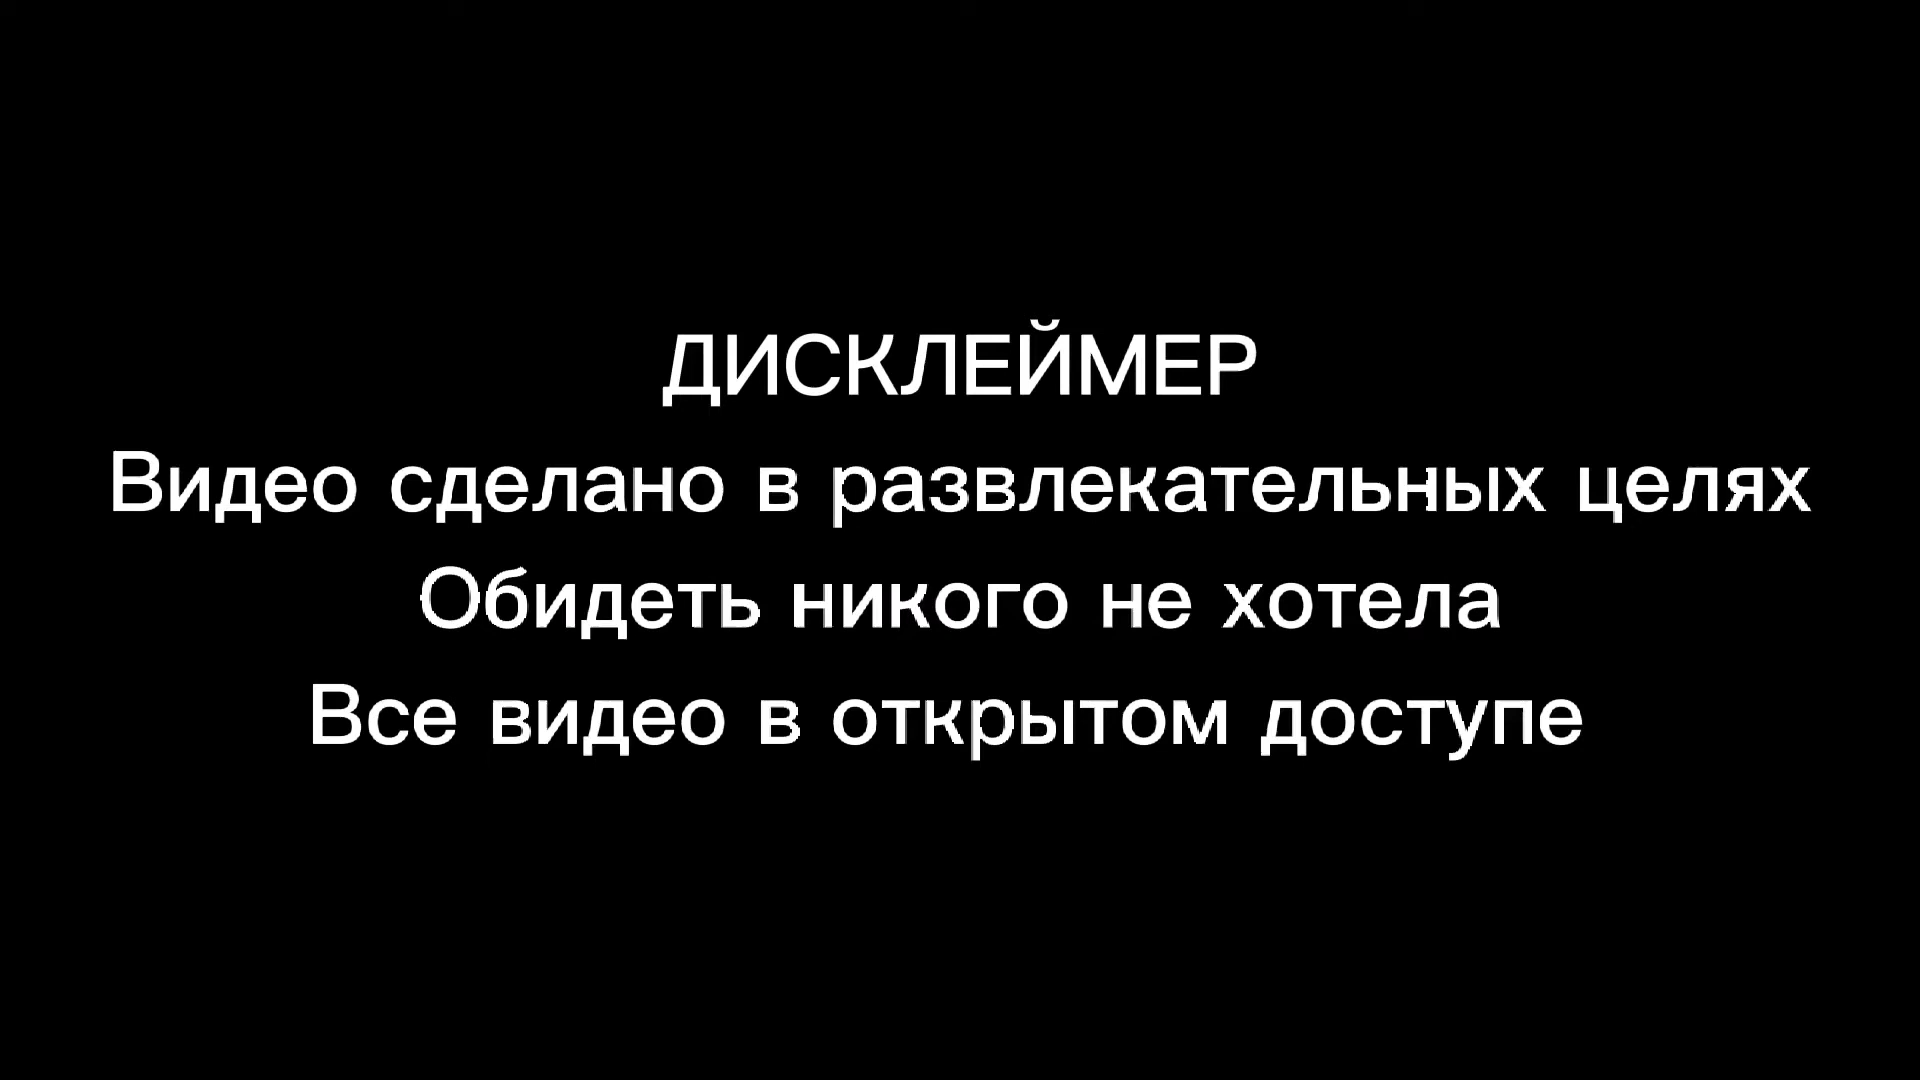 ДИСКЛЕЙМЕР
Видео сделано в развлекательных целях
Обидеть никого не хотела
Все видео в открытом доступе